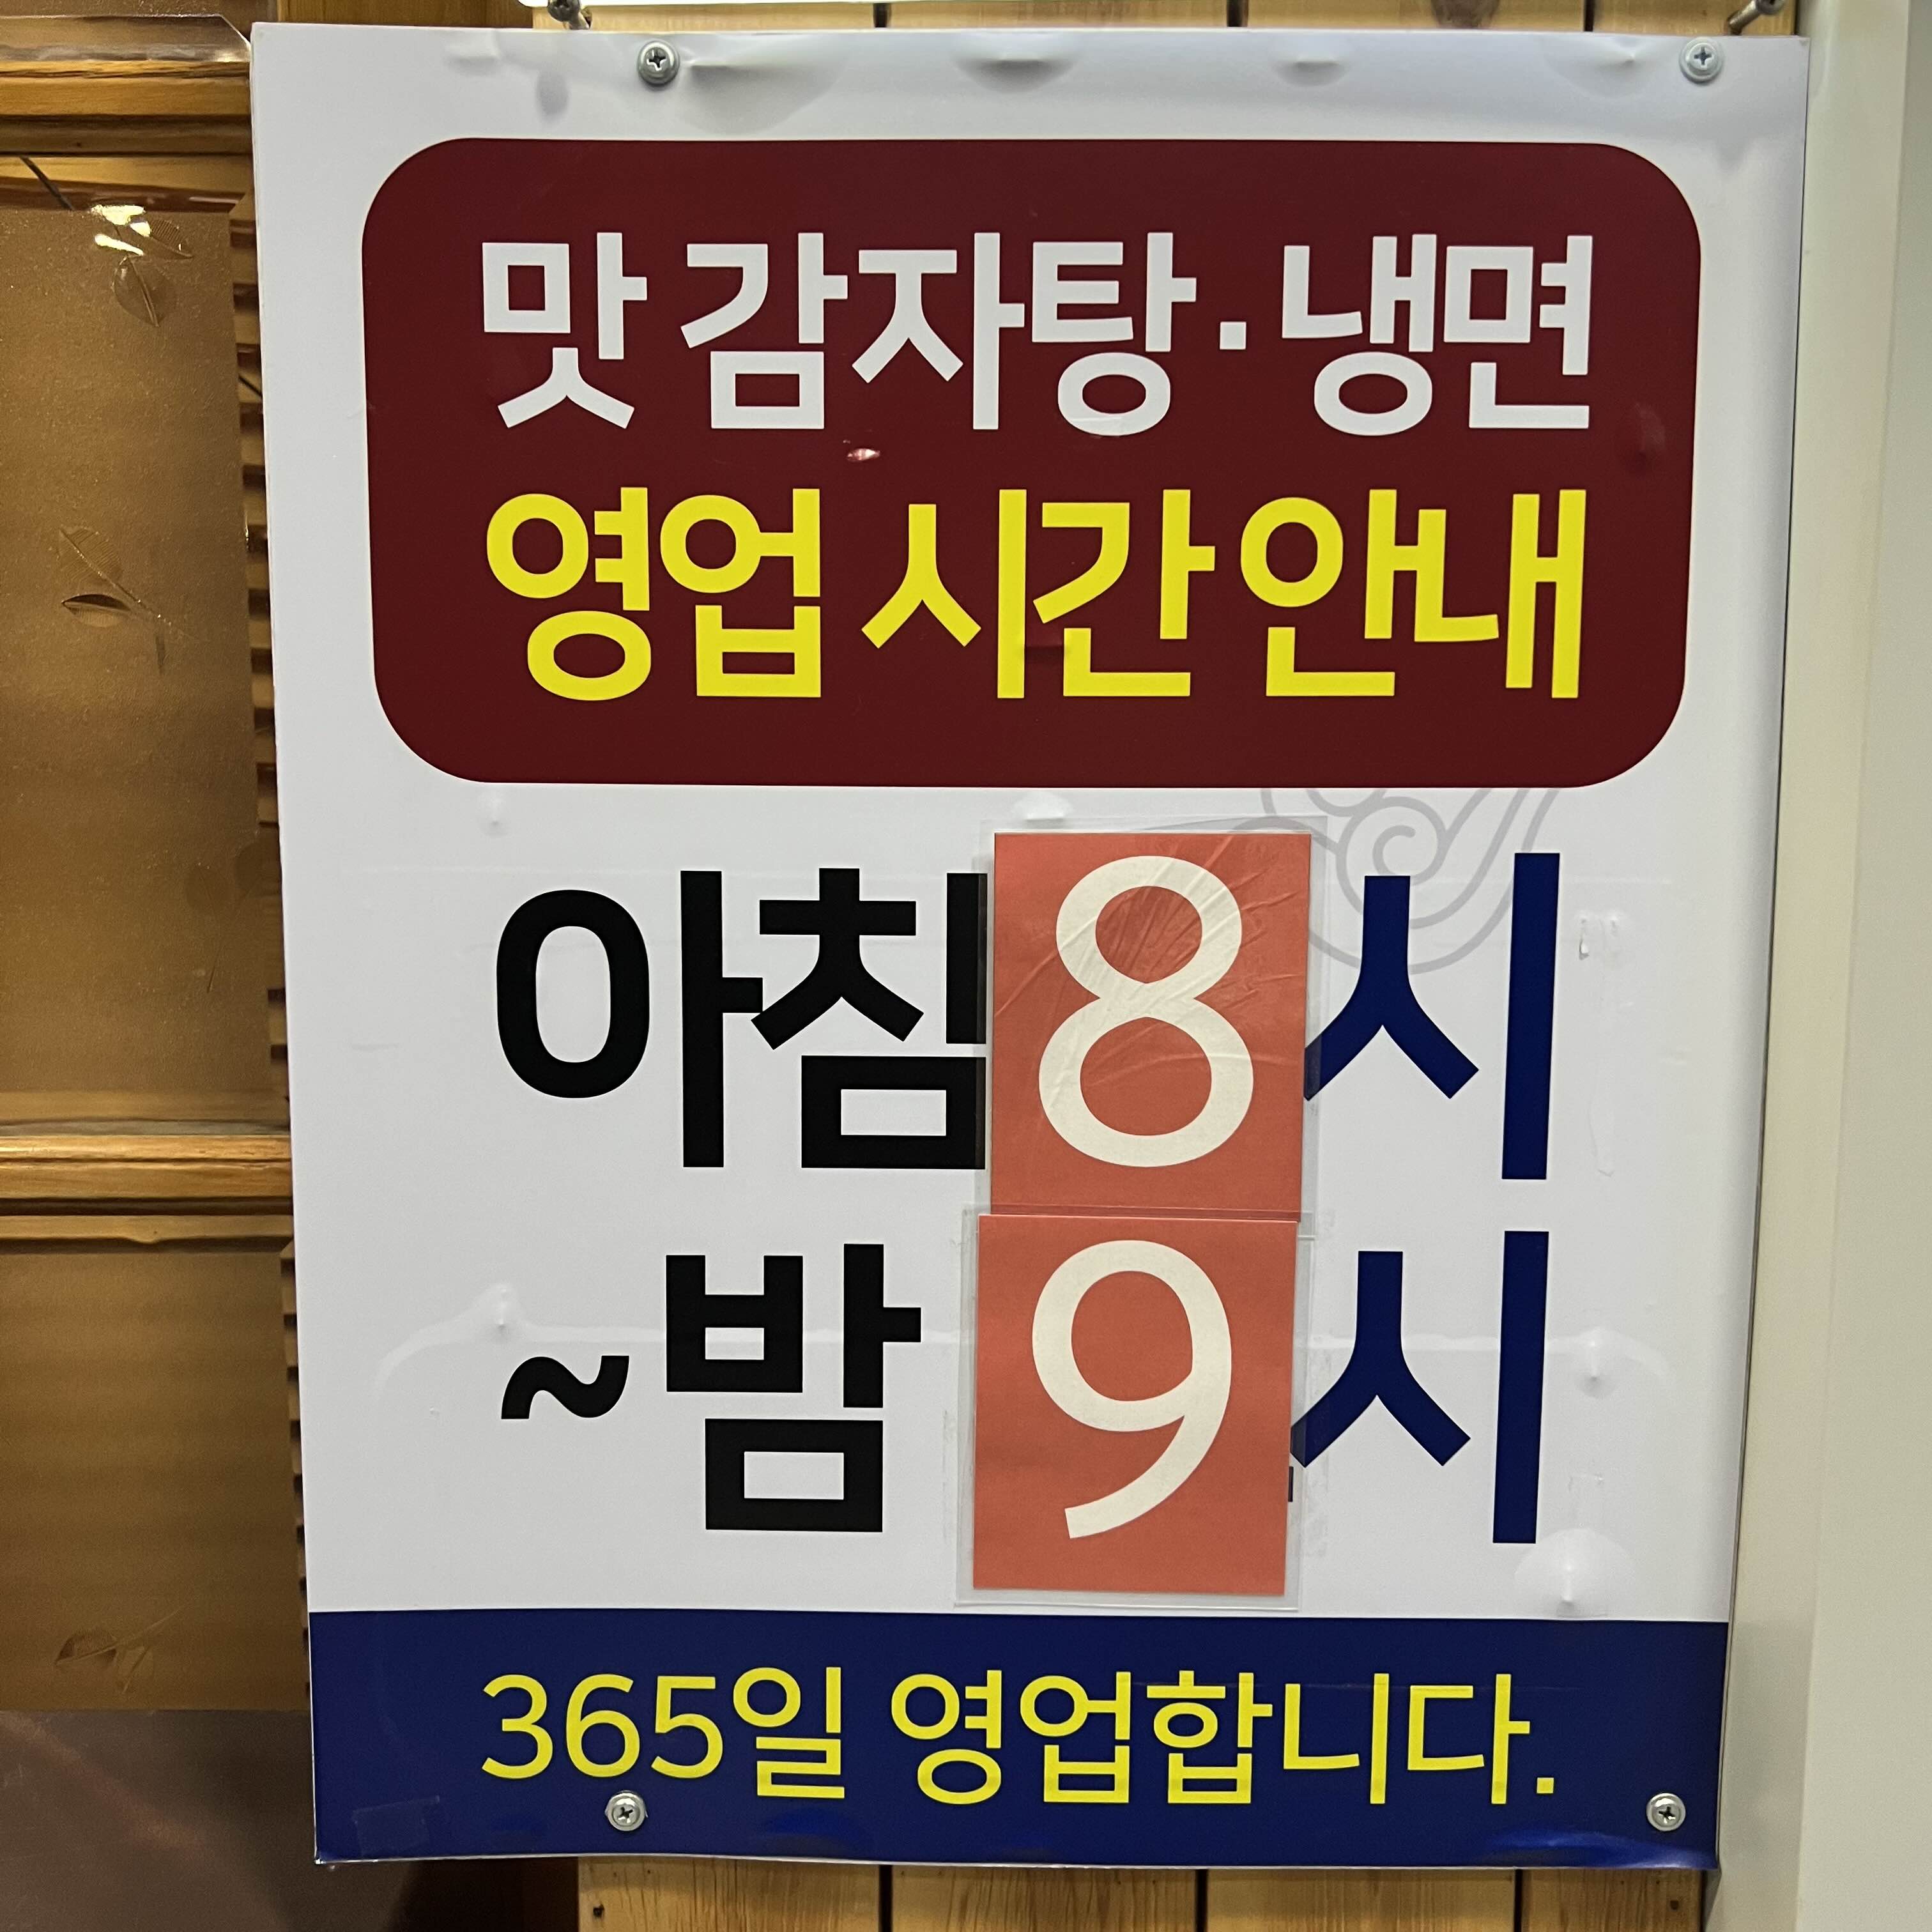 맛 감자탕·냉면
영업 시간 안내
아침 8시
~밤 9시
365일 영업합니다.